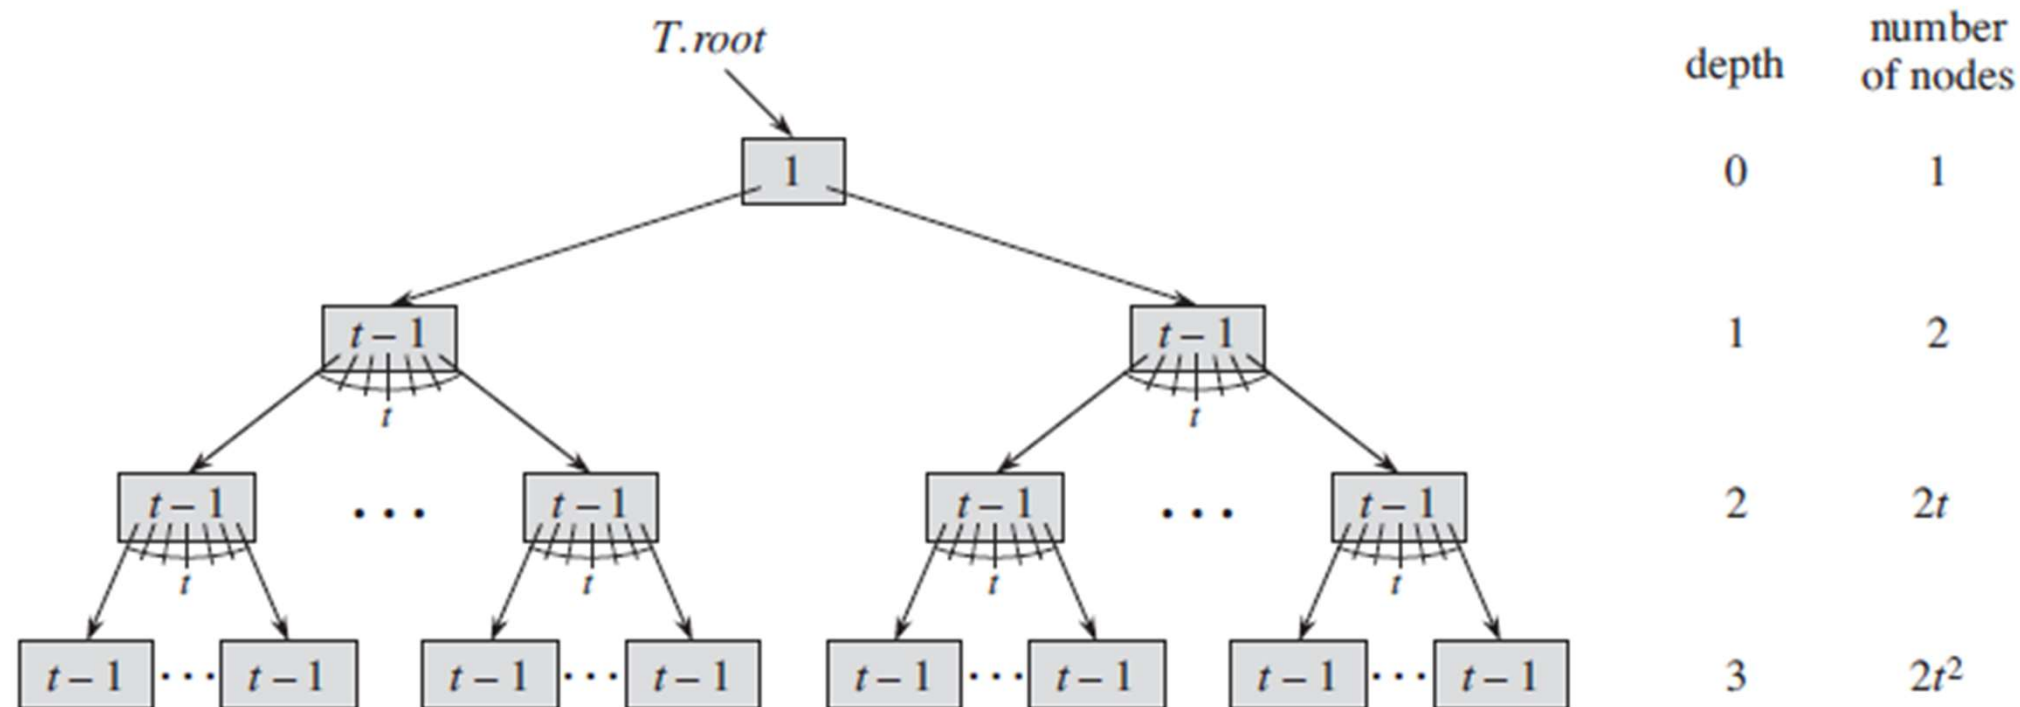 T.root
depth
number
of nodes
1
0
1
t – 1
t – 1
1
2
t
t
t – 1
. . .
t – 1
t – 1
. . .
t – 1
2
2t
t
t
t
t
t – 1
. . .
t – 1
t – 1
. . .
t – 1
t – 1
. . .
t – 1
t – 1
. . .
t – 1
3
2t²